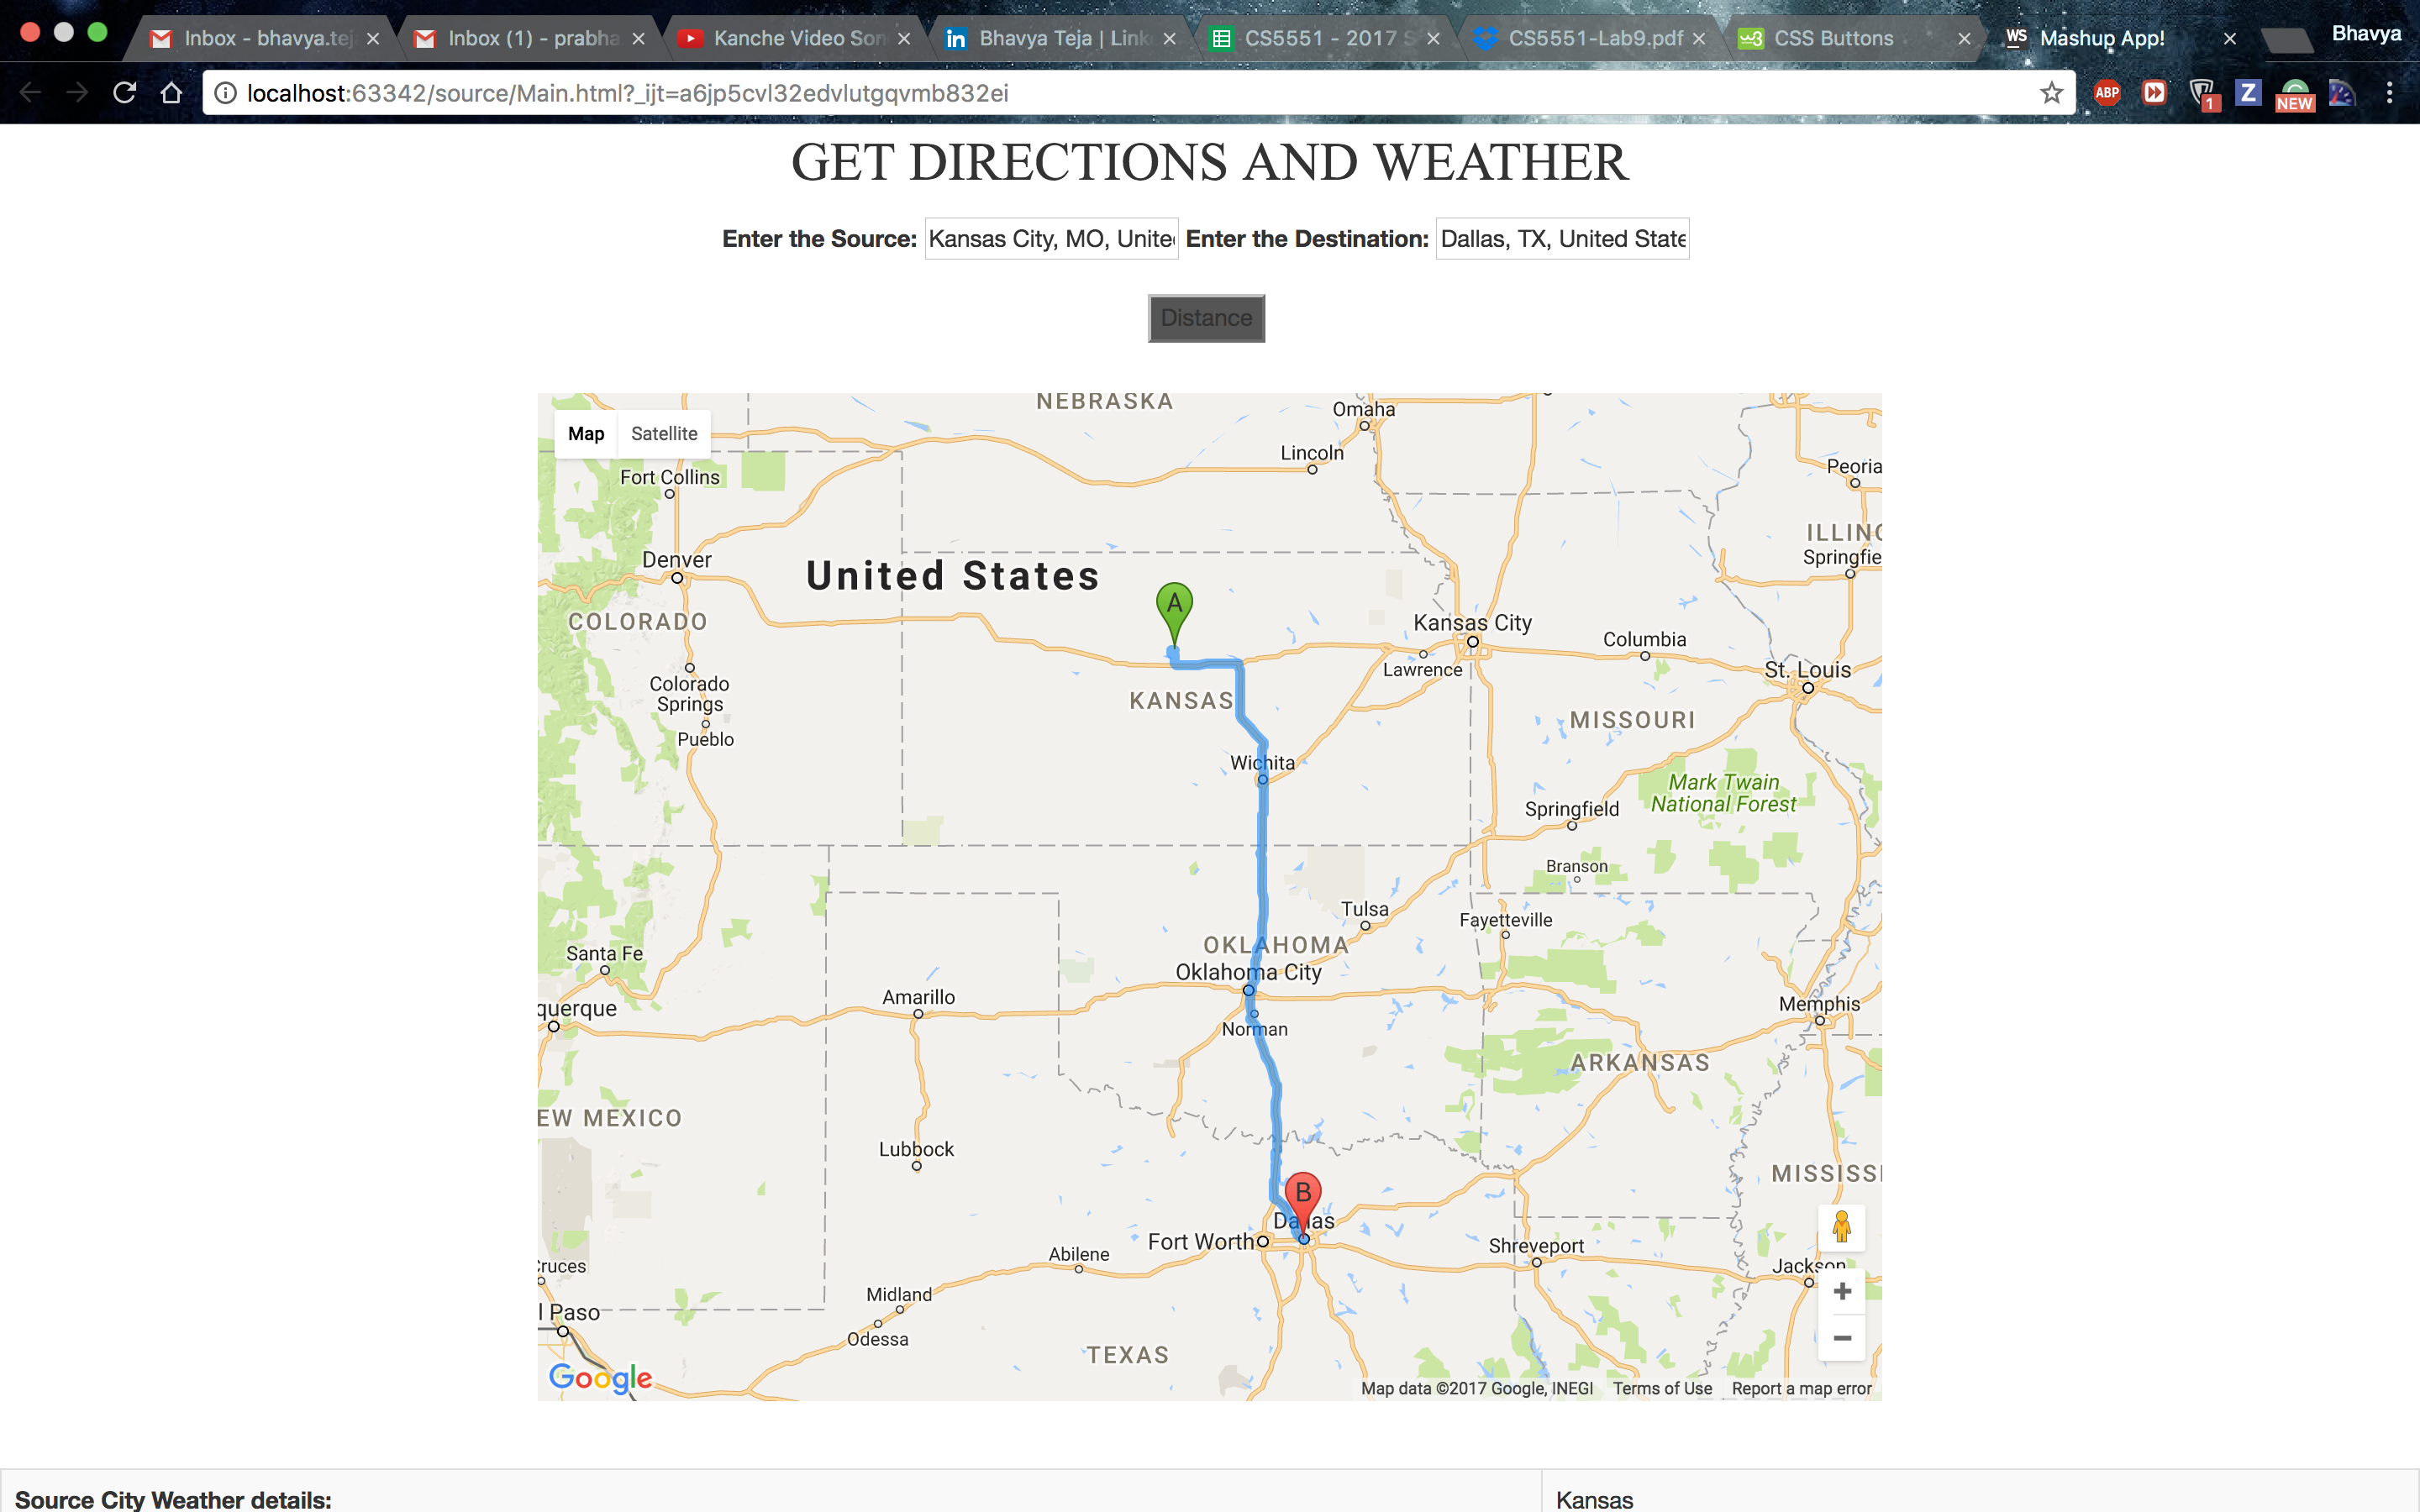 Inbox - bhavya.tej
Inbox (1) - prabha
Kanche Video Son
Bhavya Teja | Link
CS5551 - 2017 S
CS5551-Lab9.pdf
CSS Buttons
WS Mashup App!
Bhavya
localhost:63342/source/Main.html?_ijt=a6jp5cvl32edvlutgqvmb832ei
ABP
1
Z
NEW
GET DIRECTIONS AND WEATHER
Enter the Source: Kansas City, MO, Unite Enter the Destination: Dallas, TX, United State
Distance
NEBRASKA
Omaha
Map Satellite
Lincoln
Peoria
Fort Collins
ILLINO
Springfie
Denver
United States
A
COLORADO
Kansas City
Columbia
Lawrence
St. Louis
Colorado
Springs
KANSAS
MISSOURI
Pueblo
Wichita
Mark Twain
National Forest
Springfield
Branson
Tulsa
Fayetteville
OKLAHOMA
Santa Fe
Oklahoma City
Amarillo
querque
Memphis
Norman
ARKANSAS
EW MEXICO
Lubbock
MISSISSI
B
Dallas
Fort Worth
Shreveport
Abilene
Cruces
Jackson
Midland
l Paso
Odessa
TEXAS
Google
Map data ©2017 Google, INEGI Terms of Use Report a map error
Source City Weather details: Kansas